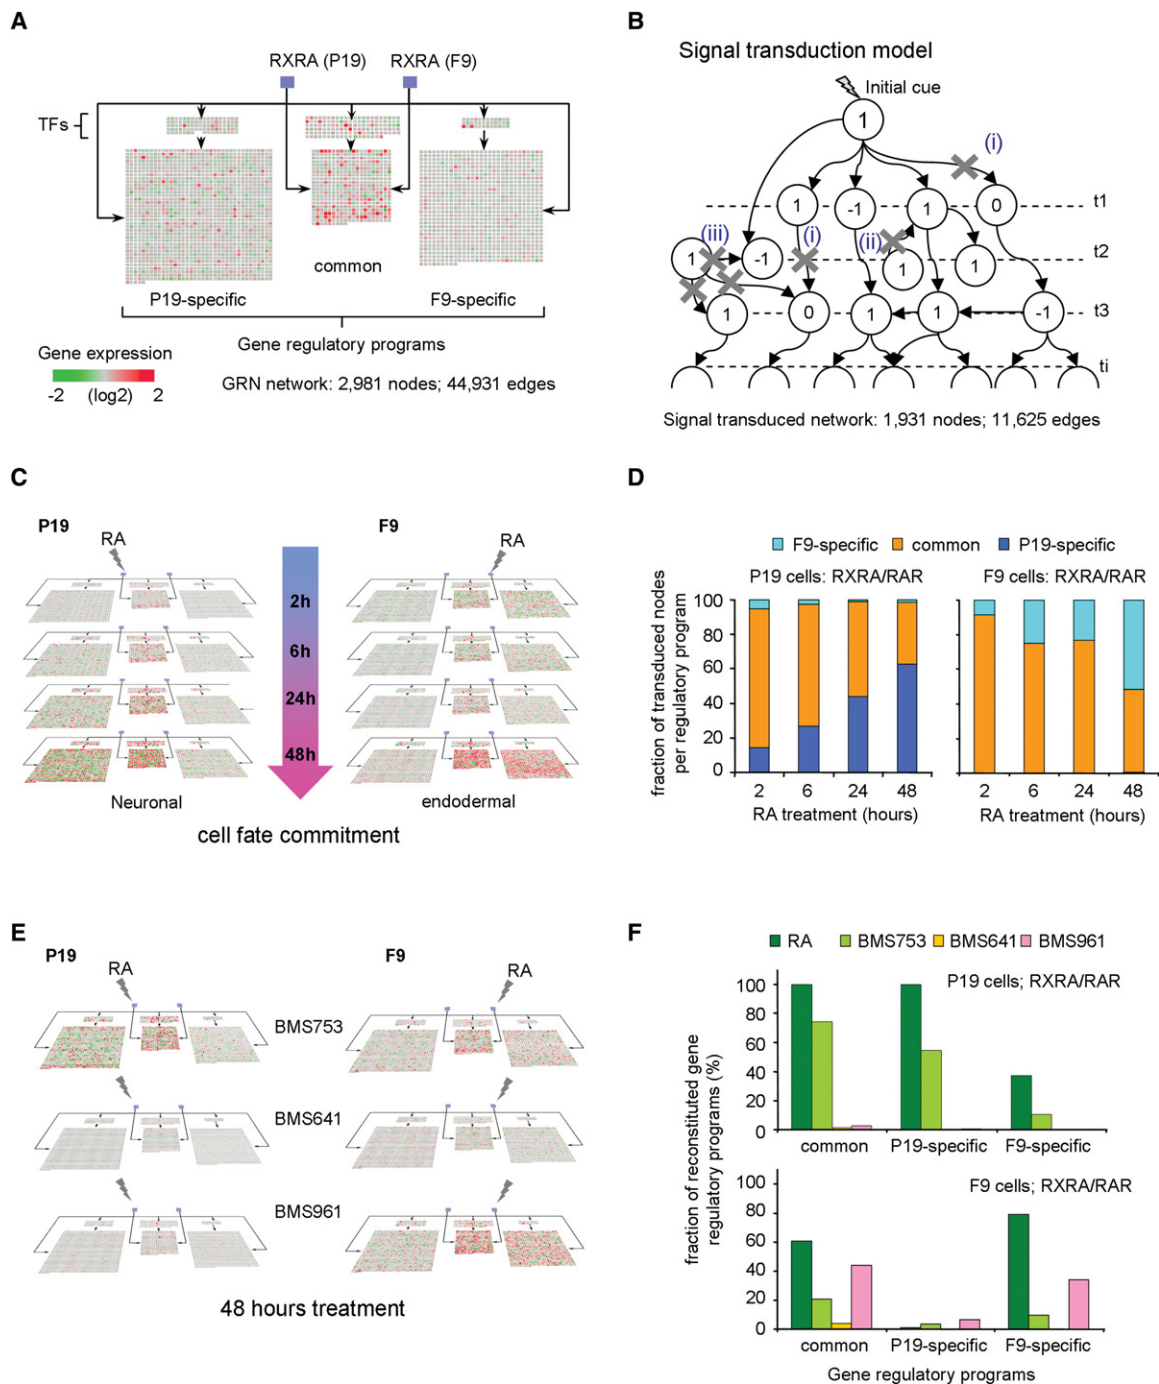 A
RXRA (P19) RXRA (F9)
TFs
common
P19-specific F9-specific
Gene regulatory programs
Gene expression
-2 (log2) 2
GRN network: 2,981 nodes; 44,931 edges
B
Signal transduction model
Initial cue
1
(i)
1 -1 1 0 t1
(iii) (i) (ii)
1 -1 1 1 t2
1 0 1 1 -1 t3
ti
Signal transduced network: 1,931 nodes; 11,625 edges
C
P19 F9
RA RA
2h
6h
24h
48h
Neuronal endodermal
cell fate commitment
D
F9-specific common P19-specific
P19 cells: RXRA/RAR F9 cells: RXRA/RAR
fraction of transduced nodes
per regulatory program
100
80
60
40
20
0
2 6 24 48 2 6 24 48
RA treatment (hours) RA treatment (hours)
E
P19 F9
RA RA
BMS753
BMS641
BMS961
48 hours treatment
F
RA BMS753 BMS641 BMS961
P19 cells; RXRA/RAR
fraction of reconstituted gene
regulatory programs (%)
100
80
60
40
20
0
common P19-specific F9-specific
F9 cells; RXRA/RAR
100
80
60
40
20
0
common P19-specific F9-specific
Gene regulatory programs